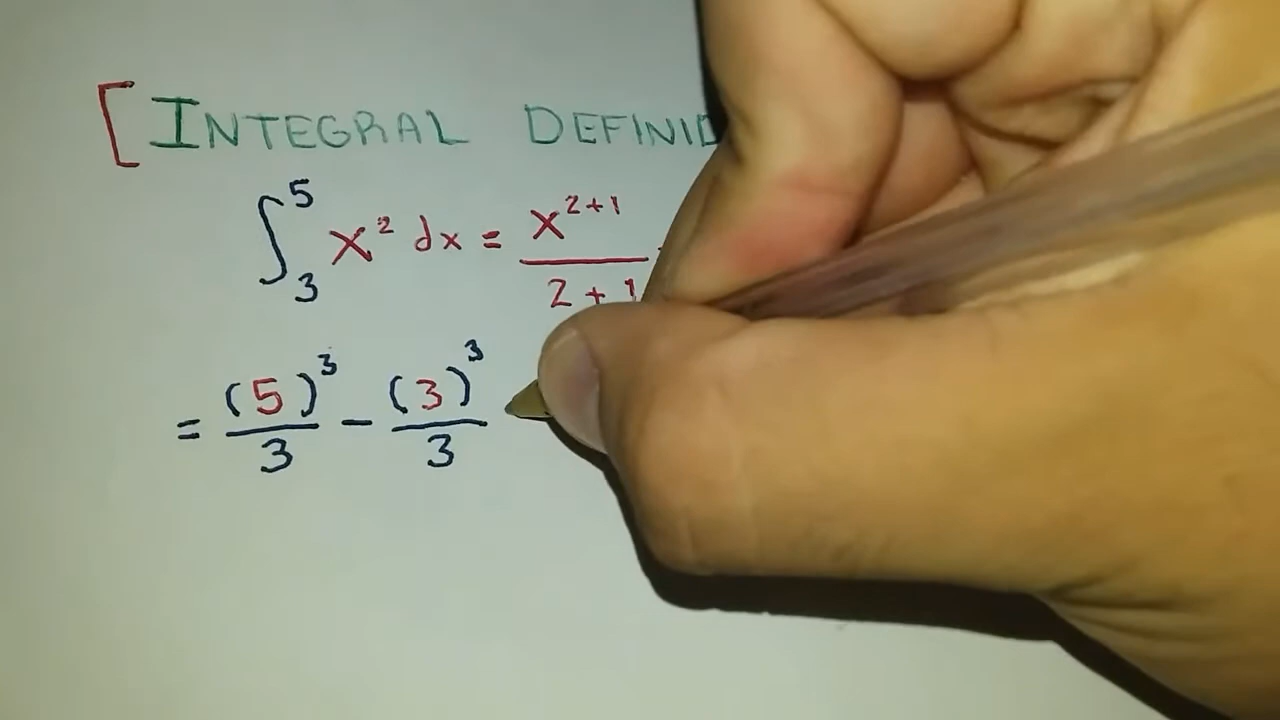 [ INTEGRAL DEFINID
∫₃⁵ x² dx = x²⁺¹ / 2+1
= (5)³/3 - (3)³/3